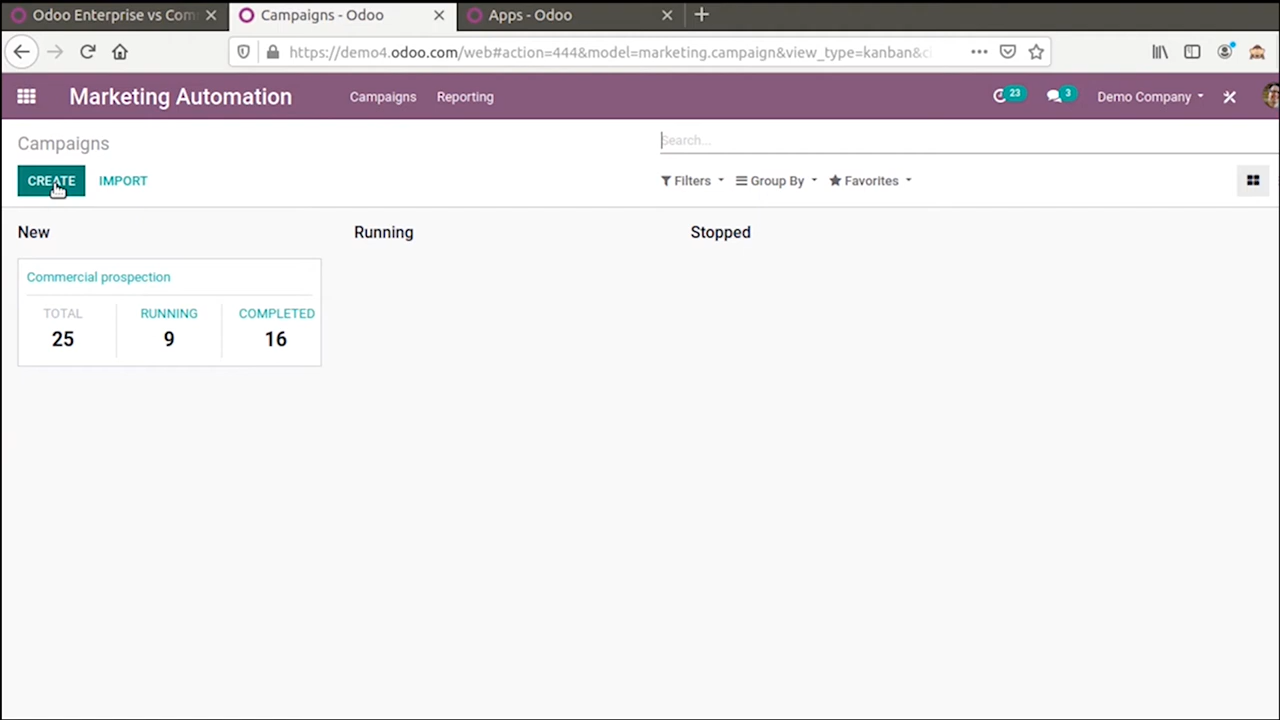 Odoo Enterprise vs Com
Campaigns - Odoo
Apps - Odoo
https://demo4.odoo.com/web#action=444&model=marketing.campaign&view_type=kanban&c
Marketing Automation
Campaigns
Reporting
23
3
Demo Company
Campaigns
Search...
CREATE
IMPORT
Filters
Group By
Favorites
New
Running
Stopped
Commercial prospection
TOTAL
RUNNING
COMPLETED
25
9
16